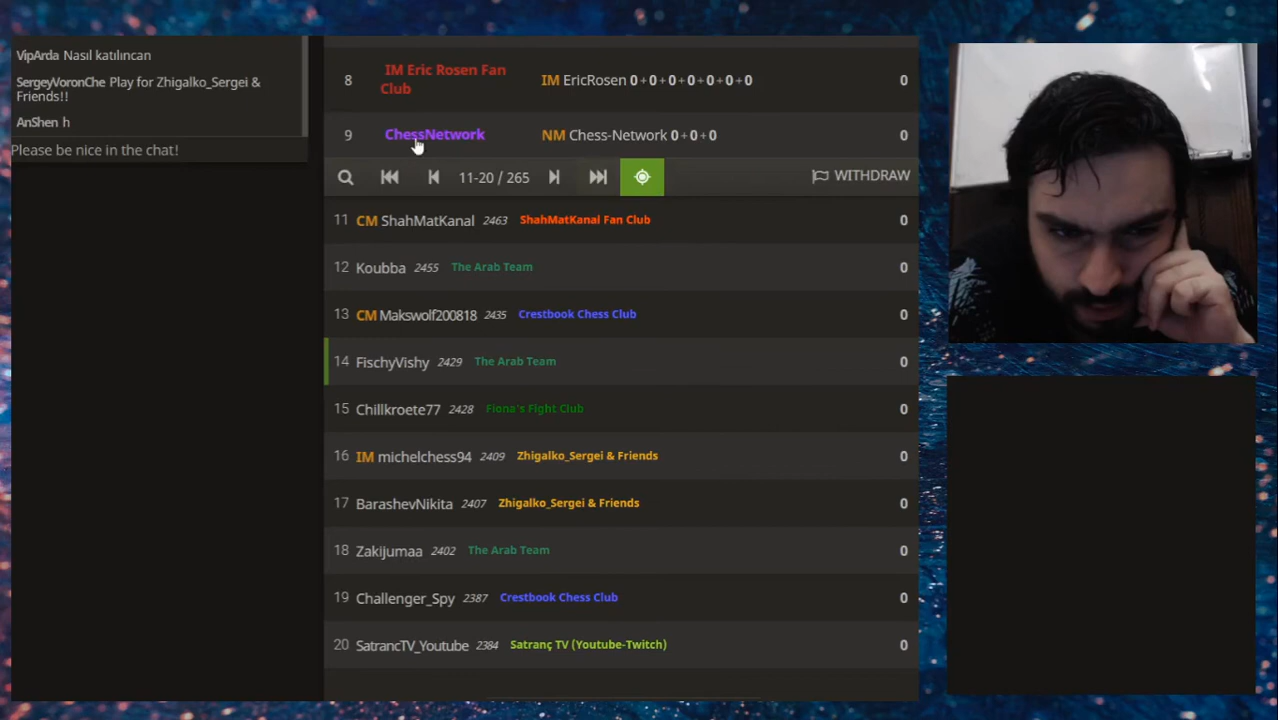 VipArda Nasıl katılıncan
SergeyVoronChe Play for Zhigalko_Sergei &
Friends!!
AnShen h
Please be nice in the chat!
8 IM Eric Rosen Fan
Club IM EricRosen 0+0+0+0+0+0+0 0
9 ChessNetwork NM Chess-Network 0+0+0 0
11-20 / 265 WITHDRAW
11 CM ShahMatKanal 2463 ShahMatKanal Fan Club 0
12 Koubba 2455 The Arab Team 0
13 CM Makswolf200818 2435 Crestbook Chess Club 0
14 FischyVishy 2429 The Arab Team 0
15 Chillkroete77 2428 Fiona's Fight Club 0
16 IM michelchess94 2409 Zhigalko_Sergei & Friends 0
17 BarashevNikita 2407 Zhigalko_Sergei & Friends 0
18 Zakijumaa 2402 The Arab Team 0
19 Challenger_Spy 2387 Crestbook Chess Club 0
20 SatrancTV_Youtube 2384 Satranç TV (Youtube-Twitch) 0